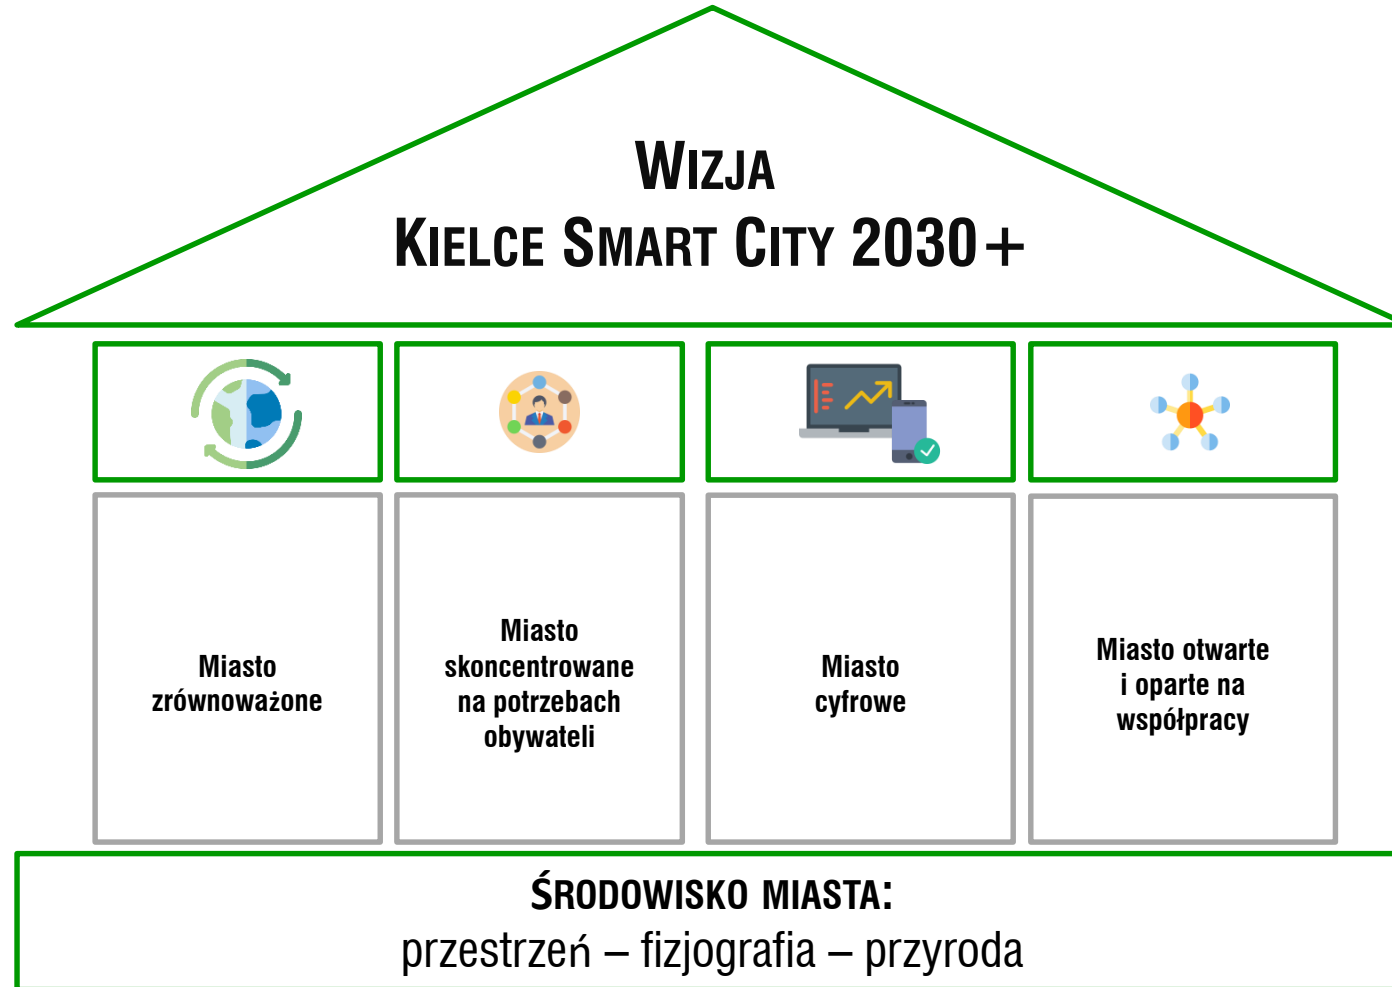 WIZJA
KIELCE SMART CITY 2030+
Miasto
zrównoważone
Miasto
skoncentrowane
na potrzebach
obywateli
Miasto
cyfrowe
Miasto otwarte
i oparte na
współpracy
ŚRODOWISKO MIASTA:
przestrzeń – fizjografia – przyroda